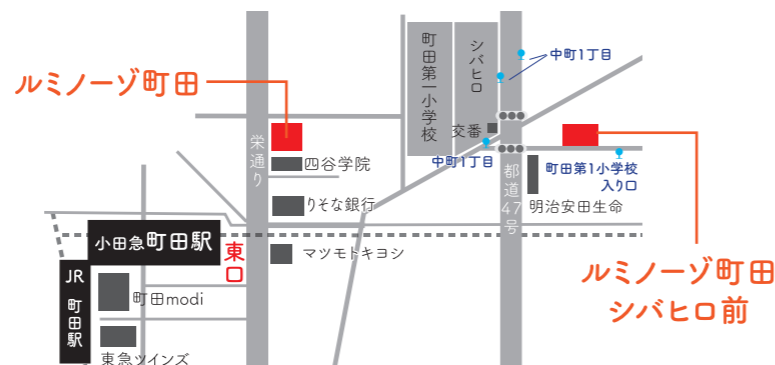 ルミノーゾ町田
栄通り
四谷学院
りそな銀行
マツモトキヨシ
小田急町田駅
東口
JR
町田駅
町田modi
東急ツインズ
町田第一小学校
シバヒロ
中町1丁目
交番
中町1丁目
都道47号
町田第1小学校
入り口
明治安田生命
ルミノーゾ町田
シバヒロ前